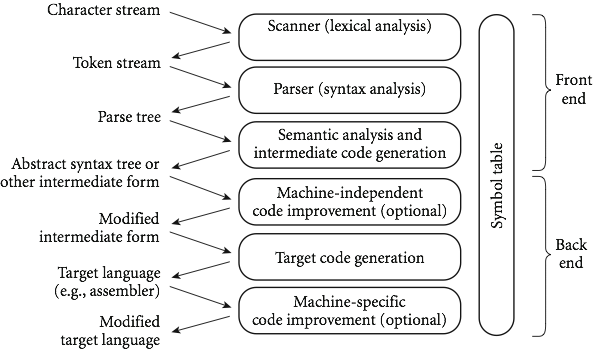 Character stream
Scanner (lexical analysis)
Token stream
Parser (syntax analysis)
Parse tree
Semantic analysis and
intermediate code generation
Abstract syntax tree or
other intermediate form
Machine-independent
code improvement (optional)
Modified
intermediate form
Target code generation
Target language
(e.g., assembler)
Machine-specific
code improvement (optional)
Modified
target language
Symbol table
Front
end
Back
end